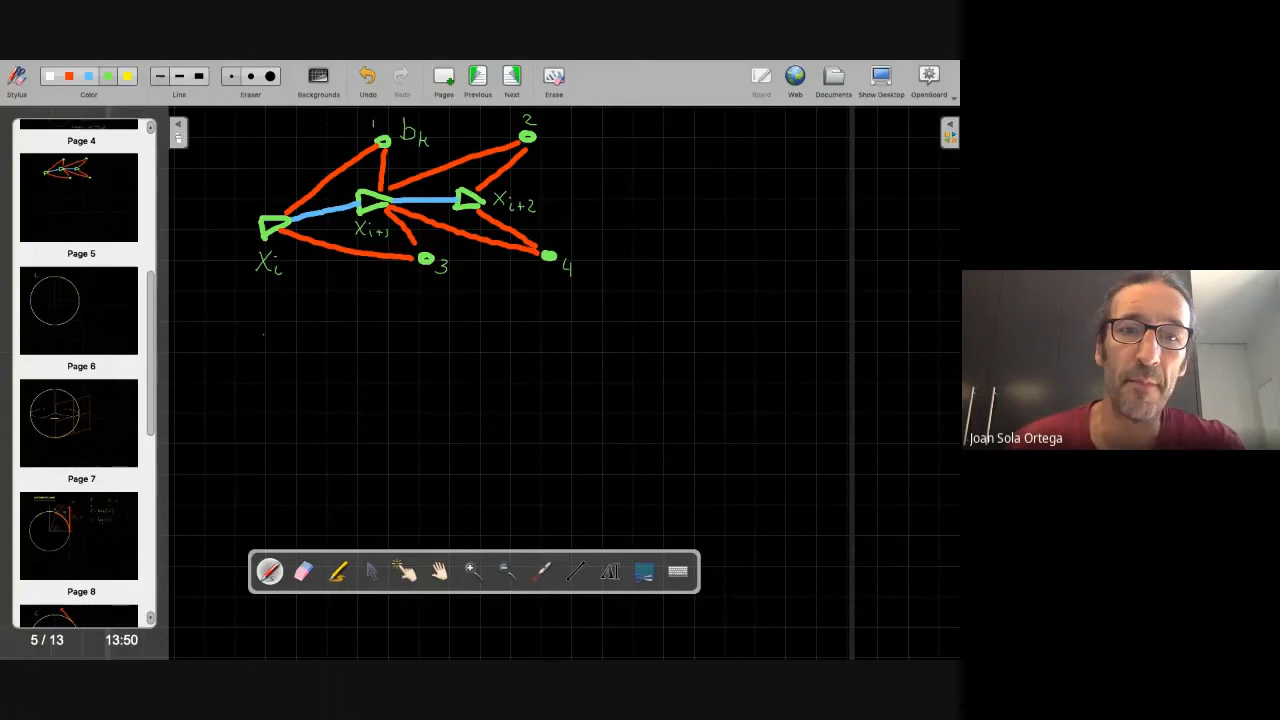 Stylus
Color
Line
Eraser
Backgrounds
Undo
Redo
Pages
Previous
Next
Erase
Board
Web
Documents
Show Desktop
OpenBoard
Page 4
Page 5
Page 6
Page 7
Page 8
5 / 13
13:50
1
b_k
2
x_{i+1}
x_{i+2}
x_i
3
4
Joan Sola Ortega